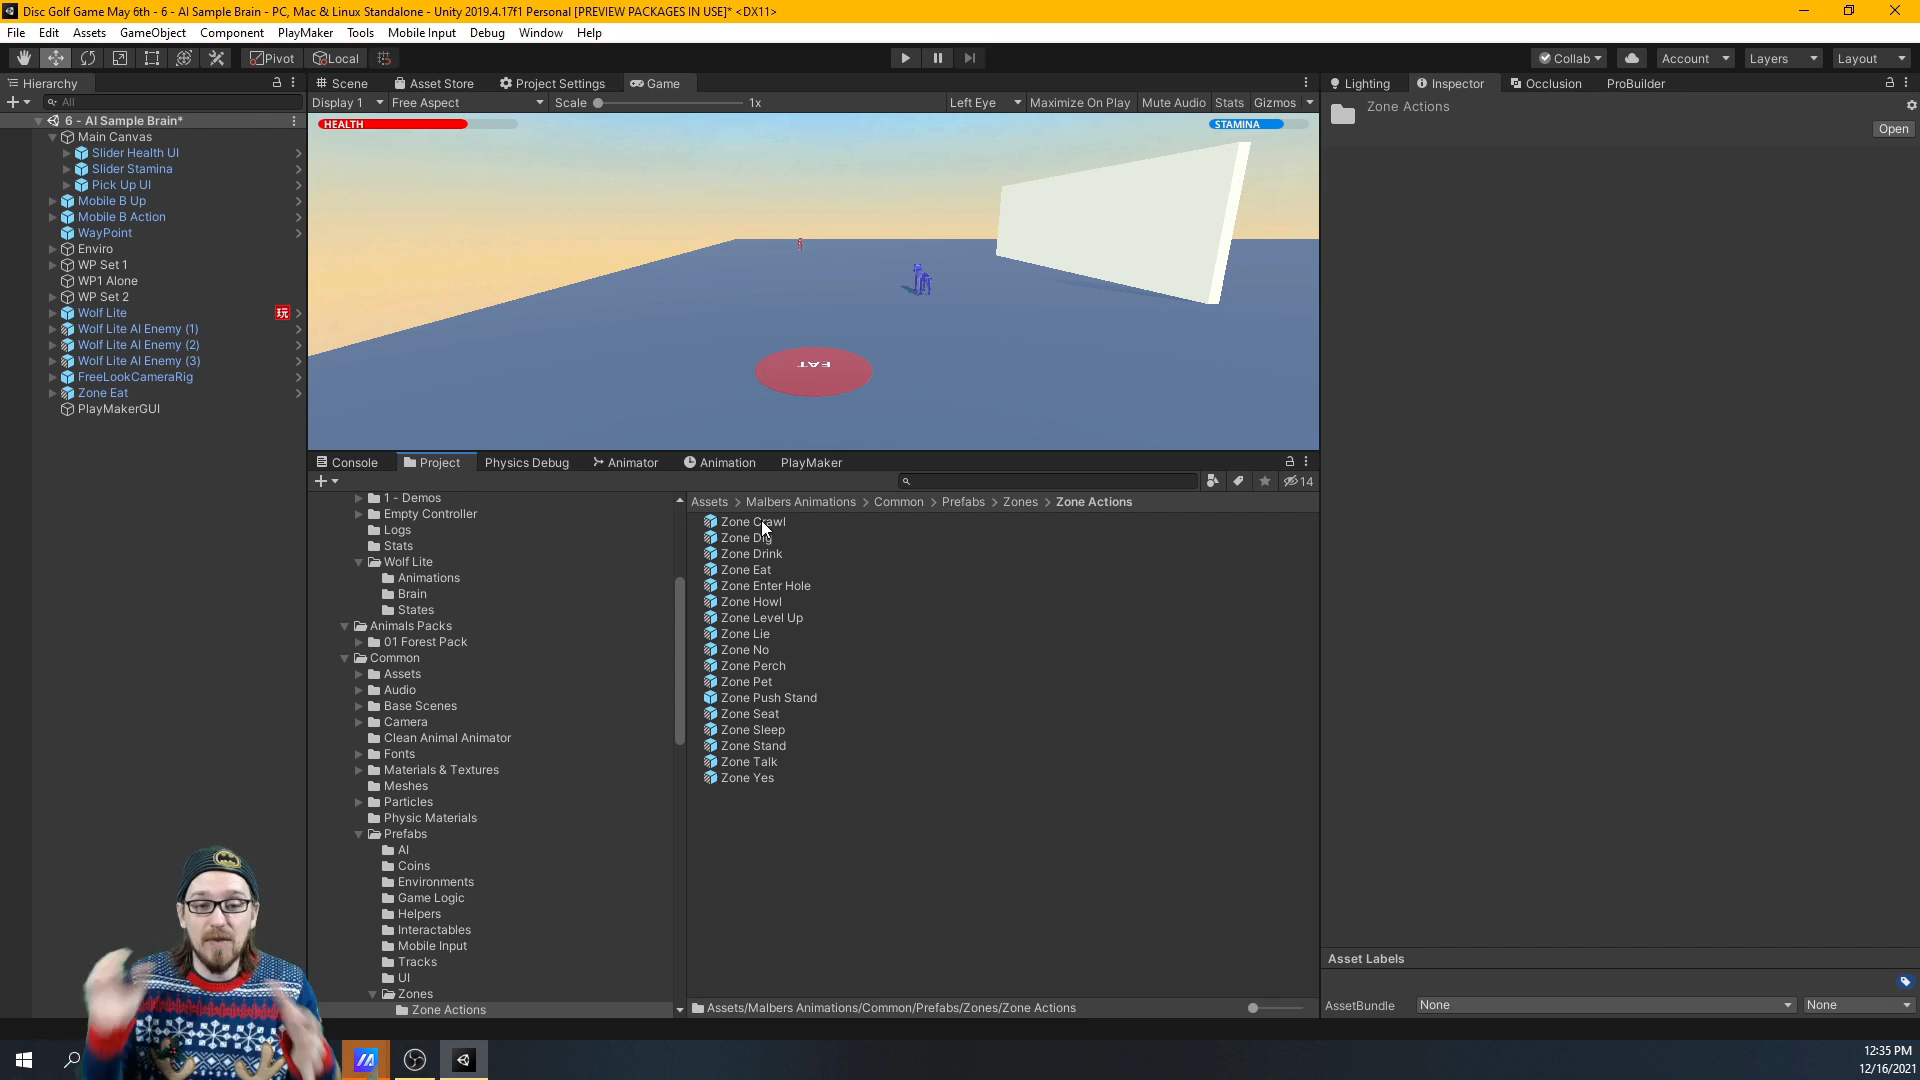 Disc Golf Game May 6th - 6 - AI Sample Brain - PC, Mac & Linux Standalone - Unity 2019.4.17f1 Personal [PREVIEW PACKAGES IN USE]* <DX11>
File Edit Assets GameObject Component PlayMaker Tools Mobile Input Debug Window Help
Pivot Local Collab Account Layers Layout
Hierarchy
All
6 - AI Sample Brain*
Main Canvas
Slider Health UI
Slider Stamina
Pick Up UI
Mobile B Up
Mobile B Action
WayPoint
Enviro
WP Set 1
WP1 Alone
WP Set 2
Wolf Lite 玩
Wolf Lite AI Enemy (1)
Wolf Lite AI Enemy (2)
Wolf Lite AI Enemy (3)
FreeLookCameraRig
Zone Eat
PlayMakerGUI
Scene Asset Store Project Settings Game
Display 1 Free Aspect Scale 1x Left Eye Maximize On Play Mute Audio Stats Gizmos
HEALTH STAMINA
EAT
Console Project Physics Debug Animator Animation PlayMaker
14
1 - Demos
Empty Controller
Logs
Stats
Wolf Lite
Animations
Brain
States
Animals Packs
01 Forest Pack
Common
Assets
Audio
Base Scenes
Camera
Clean Animal Animator
Fonts
Materials & Textures
Meshes
Particles
Physic Materials
Prefabs
AI
Coins
Environments
Game Logic
Helpers
Interactables
Mobile Input
Tracks
UI
Zones
Zone Actions
Assets > Malbers Animations > Common > Prefabs > Zones > Zone Actions
Zone Crawl
Zone Dig
Zone Drink
Zone Eat
Zone Enter Hole
Zone Howl
Zone Level Up
Zone Lie
Zone No
Zone Perch
Zone Pet
Zone Push Stand
Zone Seat
Zone Sleep
Zone Stand
Zone Talk
Zone Yes
Assets/Malbers Animations/Common/Prefabs/Zones/Zone Actions
Lighting Inspector Occlusion ProBuilder
Zone Actions
Open
Asset Labels
AssetBundle None None
12:35 PM
12/16/2021